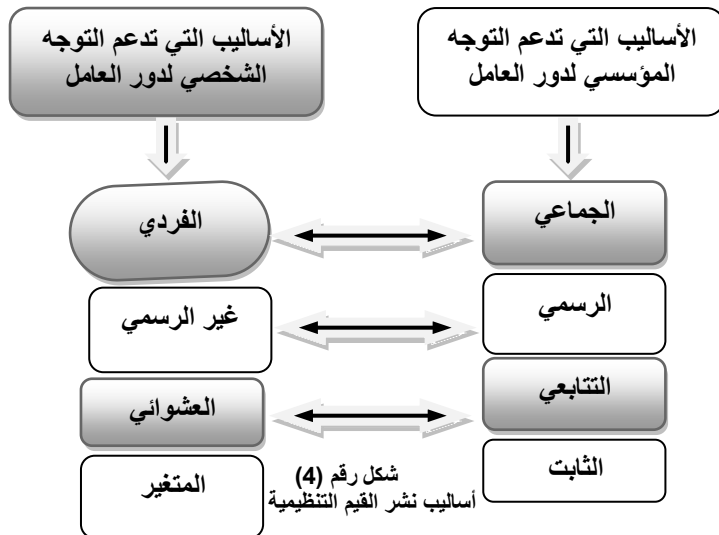 الأساليب التي تدعم التوجه
المؤسسي لدور العامل
الأساليب التي تدعم التوجه
الشخصي لدور العامل
الجماعي
الفردي
الرسمي
غير الرسمي
التتابعي
العشوائي
الثابت
المتغير
شكل رقم (4)
أساليب نشر القيم التنظيمية